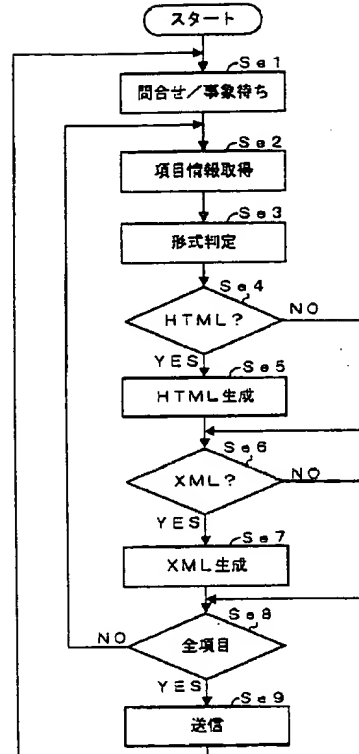 スタート
Se1
問合せ/事象待ち
Se2
項目情報取得
Se3
形式判定
Se4
HTML?
NO
YES
Se5
HTML生成
Se6
XML?
NO
YES
Se7
XML生成
Se8
全項目
NO
YES
Se9
送信